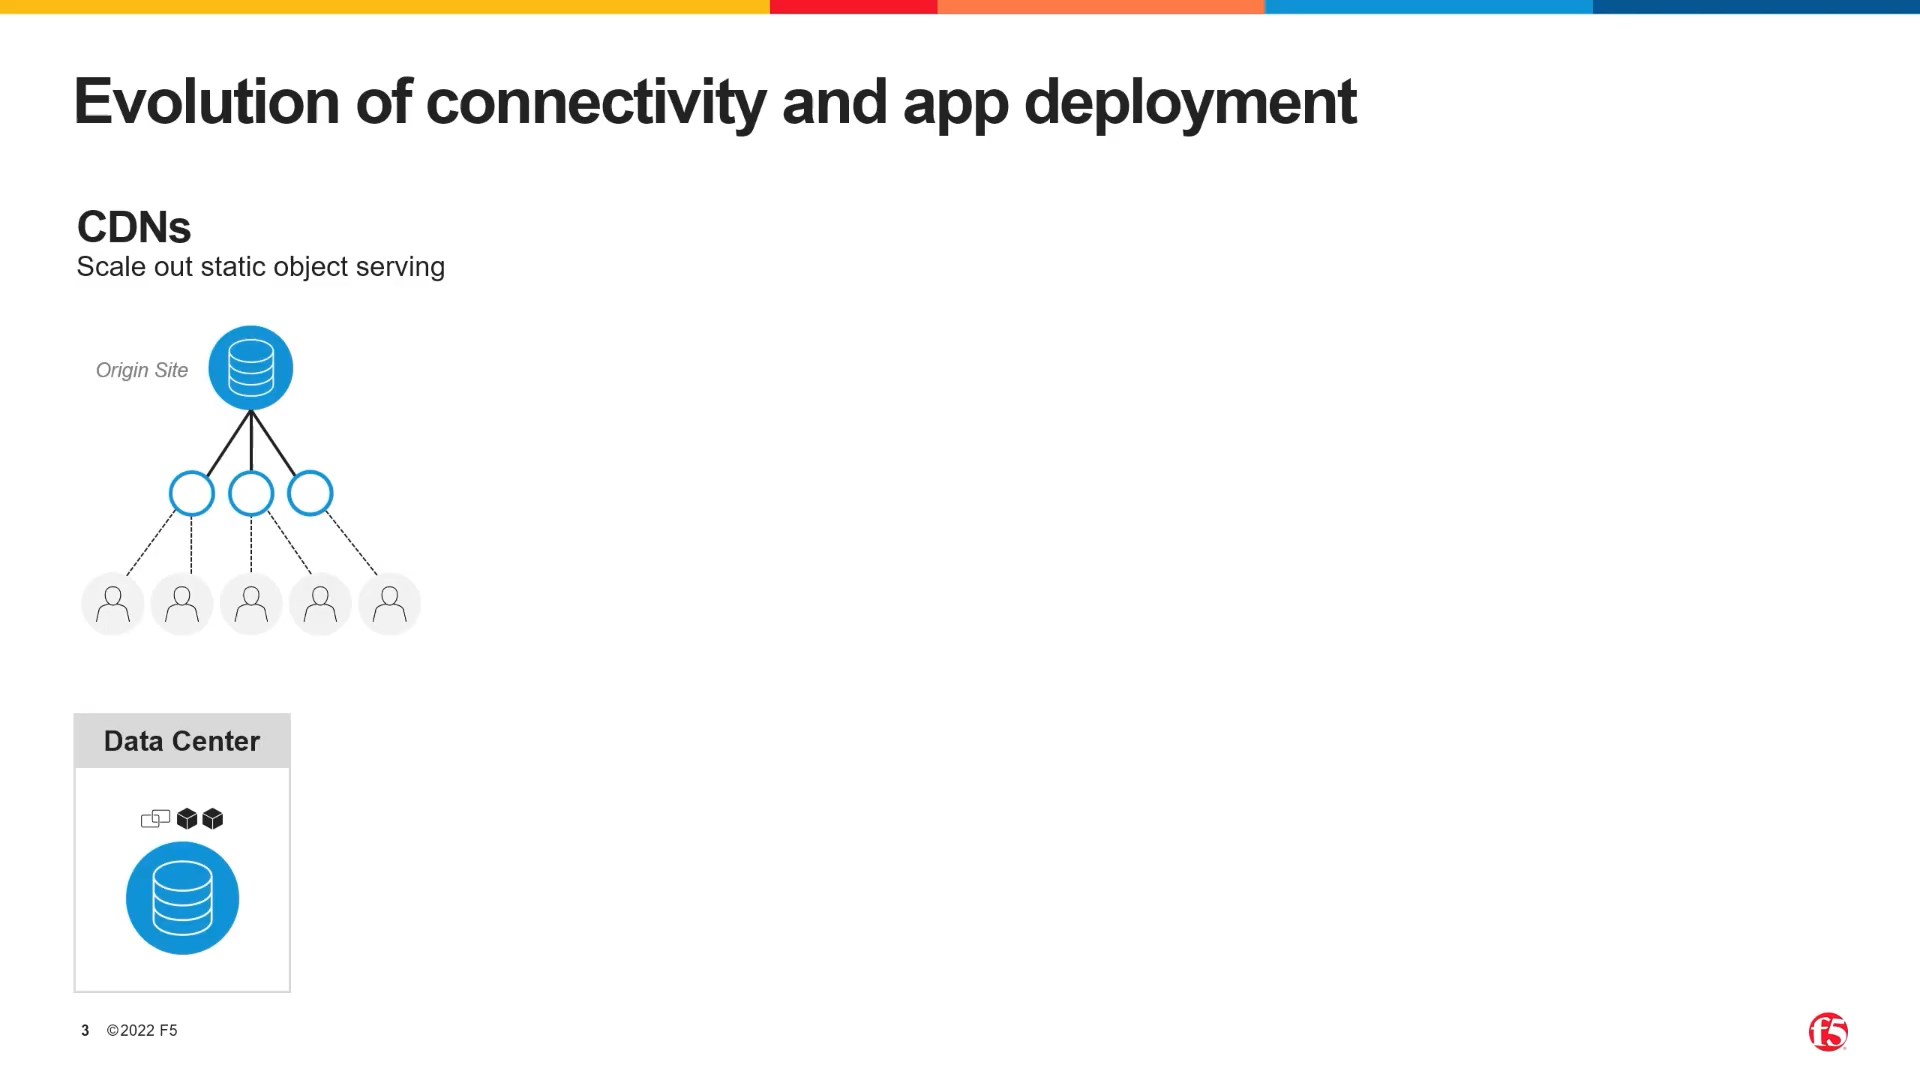 Evolution of connectivity and app deployment
CDNs
Scale out static object serving
Origin Site
Data Center
3 ©2022 F5
f5